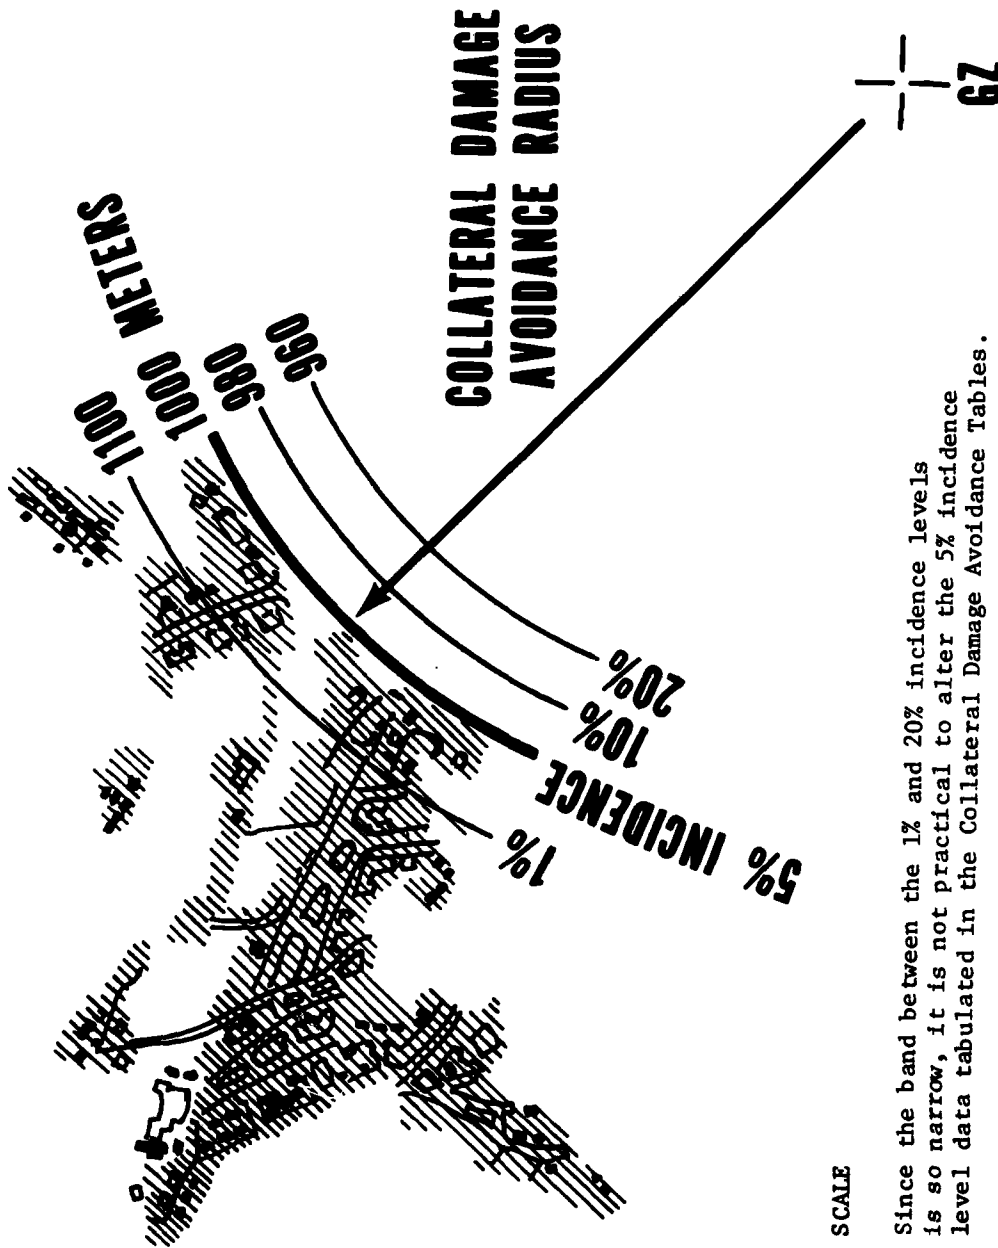 COLLATERAL DAMAGE
AVOIDANCE RADIUS
1100
1000 METERS
980
960
GZ
1%
5% INCIDENCE
10%
20%
SCALE
Since the band between the 1% and 20% incidence levels
is so narrow, it is not practical to alter the 5% incidence
level data tabulated in the Collateral Damage Avoidance Tables.